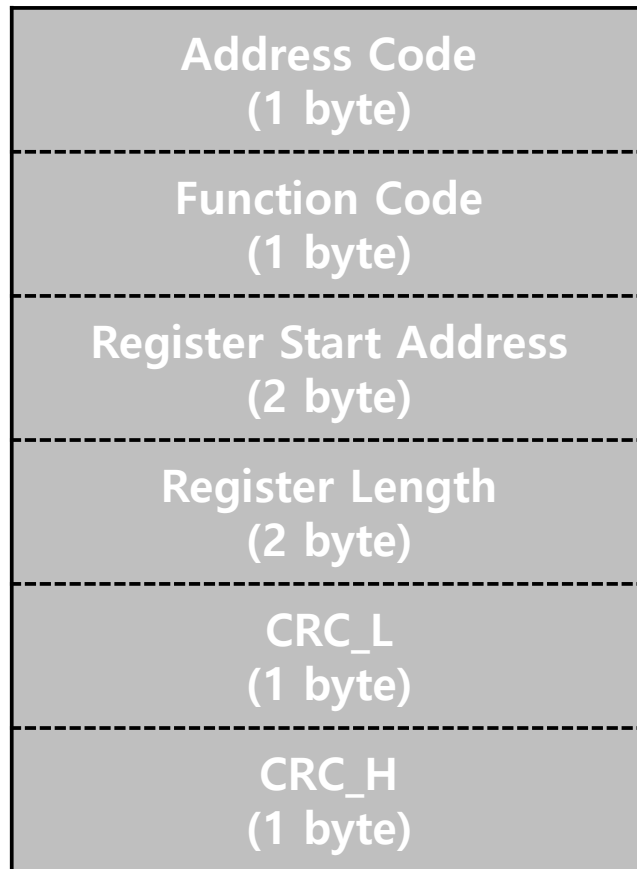 Address Code
(1 byte)
Function Code
(1 byte)
Register Start Address
(2 byte)
Register Length
(2 byte)
CRC_L
(1 byte)
CRC_H
(1 byte)